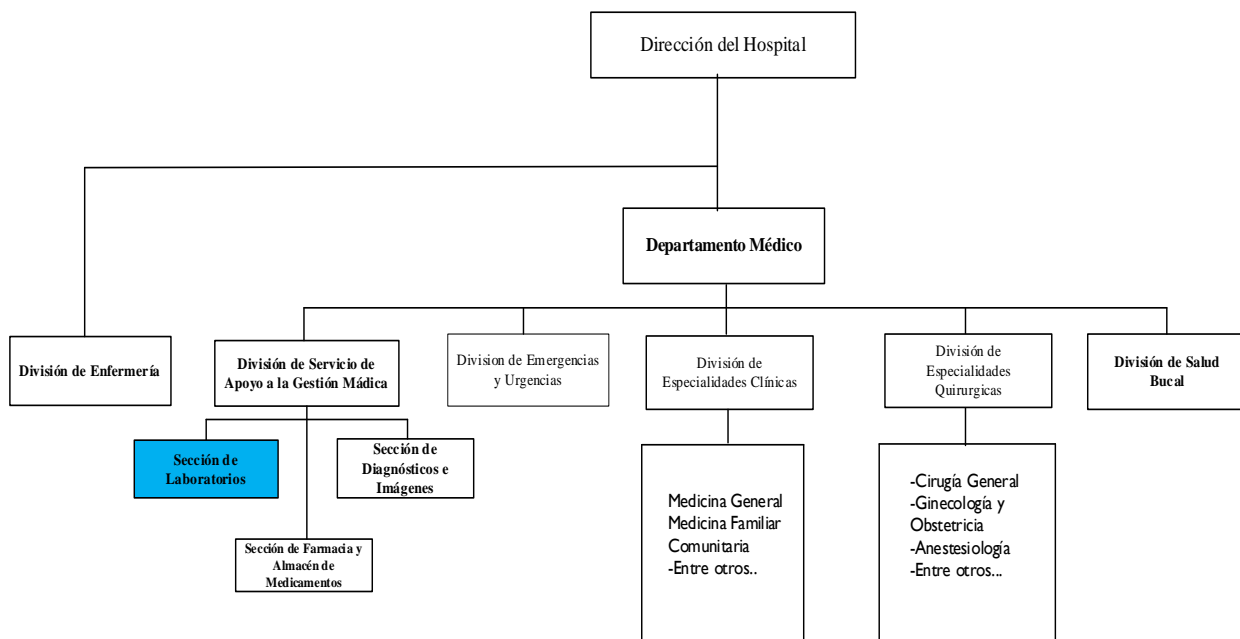 Dirección del Hospital
Departamento Médico
División de Enfermería
División de Servicio de
Apoyo a la Gestión Mádica
Division de Emergencias
y Urgencias
División de
Especialidades Clínicas
División de
Especialidades
Quirurgicas
División de Salud
Bucal
Sección de
Laboratorios
Sección de
Diagnósticos e
Imágenes
Sección de Farmacia y
Almacén de
Medicamentos
Medicina General
Medicina Familiar
Comunitaria
-Entre otros..
-Cirugía General
-Ginecología y
Obstetricia
-Anestesiología
-Entre otros...